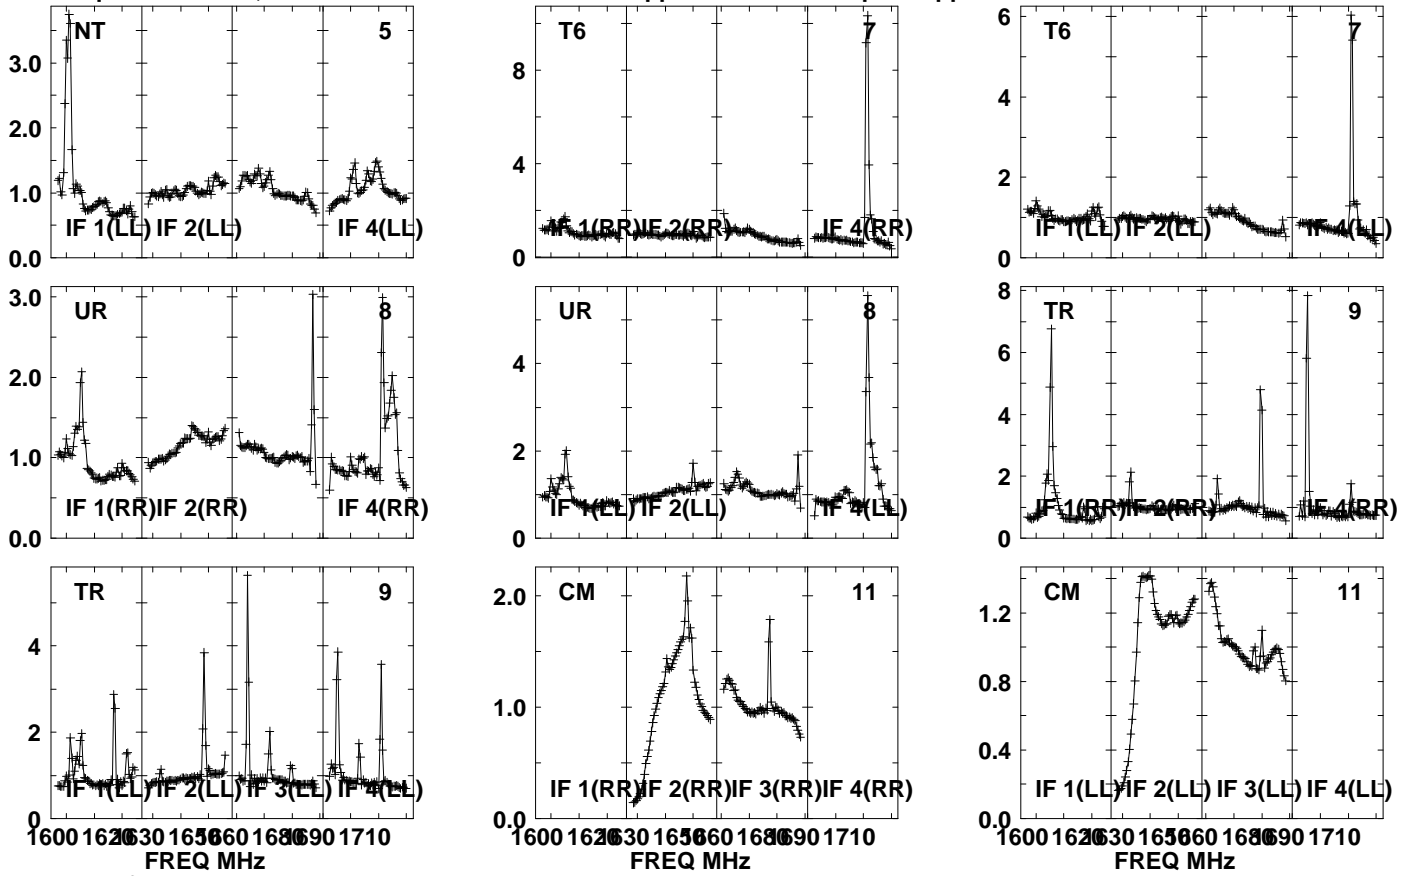 NT 5
3.0
2.0
1.0
0.0
IF 1(LL) IF 2(LL) IF 4(LL)
T6 7
8
4
0
IF 1(RR) IF 2(RR) IF 4(RR)
T6 7
6
4
2
0
IF 1(LL) IF 2(LL) IF 4(LL)
UR 8
3.0
2.0
1.0
0.0
IF 1(RR) IF 2(RR) IF 4(RR)
UR 8
4
2
0
IF 1(LL) IF 2(LL) IF 4(LL)
TR 9
8
6
4
2
0
IF 1(RR) IF 2(RR) IF 4(RR)
TR 9
4
2
0
IF 1(LL) IF 2(LL) IF 3(LL) IF 4(LL)
1600 1620 1630 1650 1660 1680 1690 1710
FREQ MHz
CM 11
2.0
1.0
0.0
IF 1(RR) IF 2(RR) IF 3(RR) IF 4(RR)
1600 1620 1630 1650 1660 1680 1690 1710
FREQ MHz
CM 11
1.2
0.8
0.4
0.0
IF 1(LL) IF 2(LL) IF 3(LL) IF 4(LL)
1600 1620 1630 1650 1660 1680 1690 1710
FREQ MHz